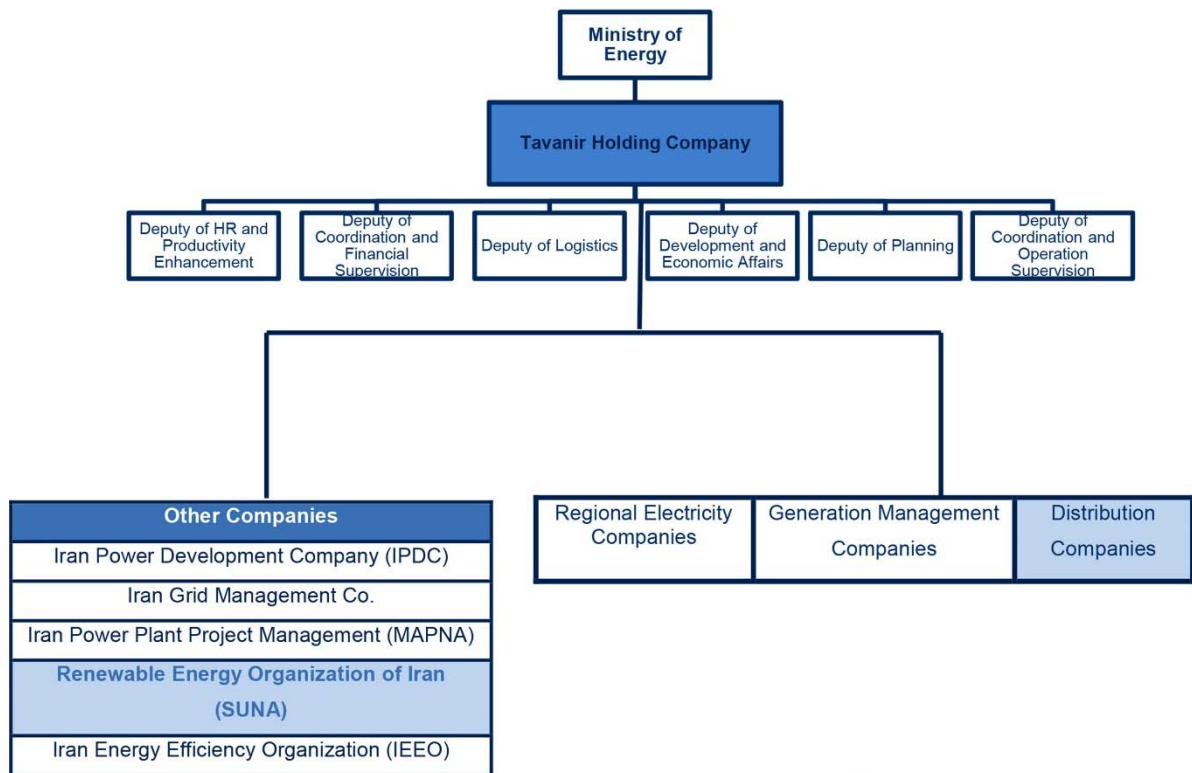 Ministry of
Energy
Tavanir Holding Company
Deputy of HR and
Productivity
Enhancement
Deputy of
Coordination and
Financial
Supervision
Deputy of Logistics
Deputy of
Development and
Economic Affairs
Deputy of Planning
Deputy of
Coordination and
Operation
Supervision
Other Companies
Iran Power Development Company (IPDC)
Iran Grid Management Co.
Iran Power Plant Project Management (MAPNA)
Renewable Energy Organization of Iran
(SUNA)
Iran Energy Efficiency Organization (IEEO)
Regional Electricity
Companies
Generation Management
Companies
Distribution
Companies